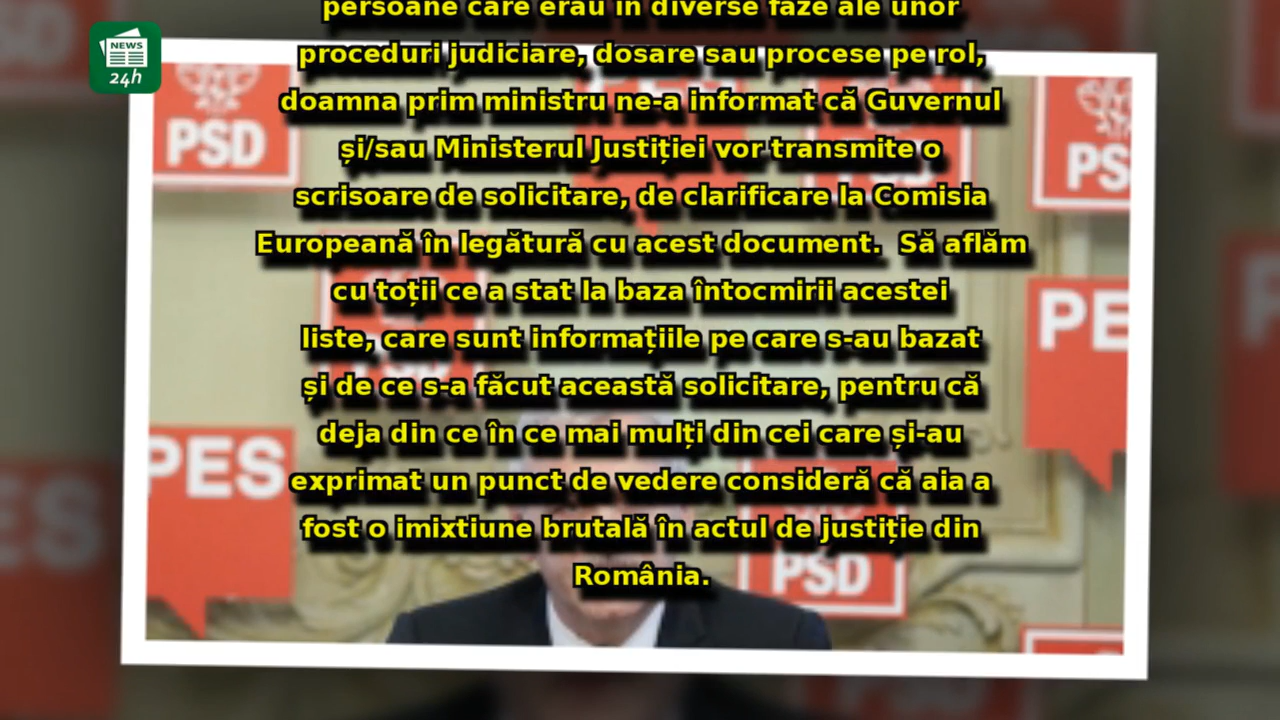 NEWS
24h
persoane care erau în diverse faze ale unor
proceduri judiciare, dosare sau procese pe rol,
doamna prim ministru ne-a informat că Guvernul
și/sau Ministerul Justiției vor transmite o
scrisoare de solicitare, de clarificare la Comisia
Europeană în legătură cu acest document.  Să aflăm
cu toții ce a stat la baza întocmirii acestei
liste, care sunt informațiile pe care s-au bazat
și de ce s-a făcut această solicitare, pentru că
deja din ce în ce mai mulți din cei care și-au
exprimat un punct de vedere consideră că aia a
fost o imixtiune brutală în actul de justiție din
România.
PSD
PS
PE
PES
PSD